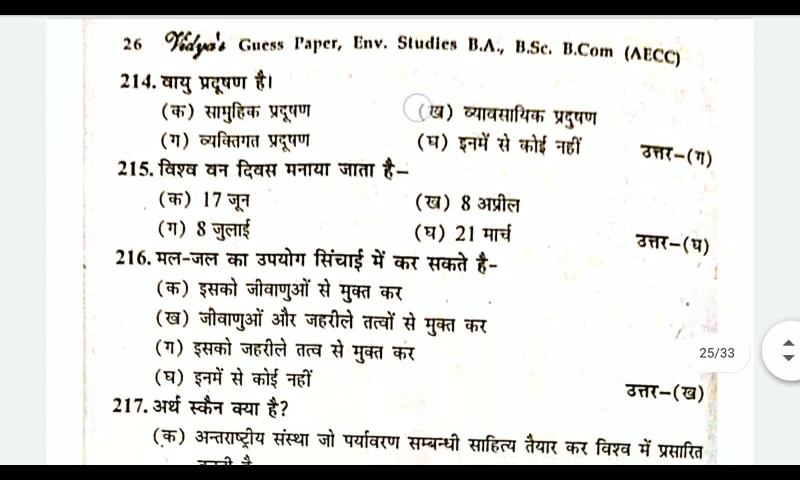 26 Vidya's Guess Paper, Env. Studies B.A., B.Sc. B.Com (AECC)
214. वायु प्रदूषण है।
(क) सामुहिक प्रदूषण (ख) व्यावसायिक प्रदुषण
(ग) व्यक्तिगत प्रदूषण (घ) इनमें से कोई नहीं उत्तर–(ग)
215. विश्व वन दिवस मनाया जाता है–
(क) 17 जून (ख) 8 अप्रील
(ग) 8 जुलाई (घ) 21 मार्च उत्तर–(घ)
216. मल-जल का उपयोग सिंचाई में कर सकते है-
(क) इसको जीवाणुओं से मुक्त कर
(ख) जीवाणुओं और जहरीले तत्वों से मुक्त कर
(ग) इसको जहरीले तत्व से मुक्त कर
25/33
(घ) इनमें से कोई नहीं उत्तर–(ख)
217. अर्थ स्कैन क्या है?
(क) अन्तराष्ट्रीय संस्था जो पर्यावरण सम्बन्धी साहित्य तैयार कर विश्व में प्रसारित